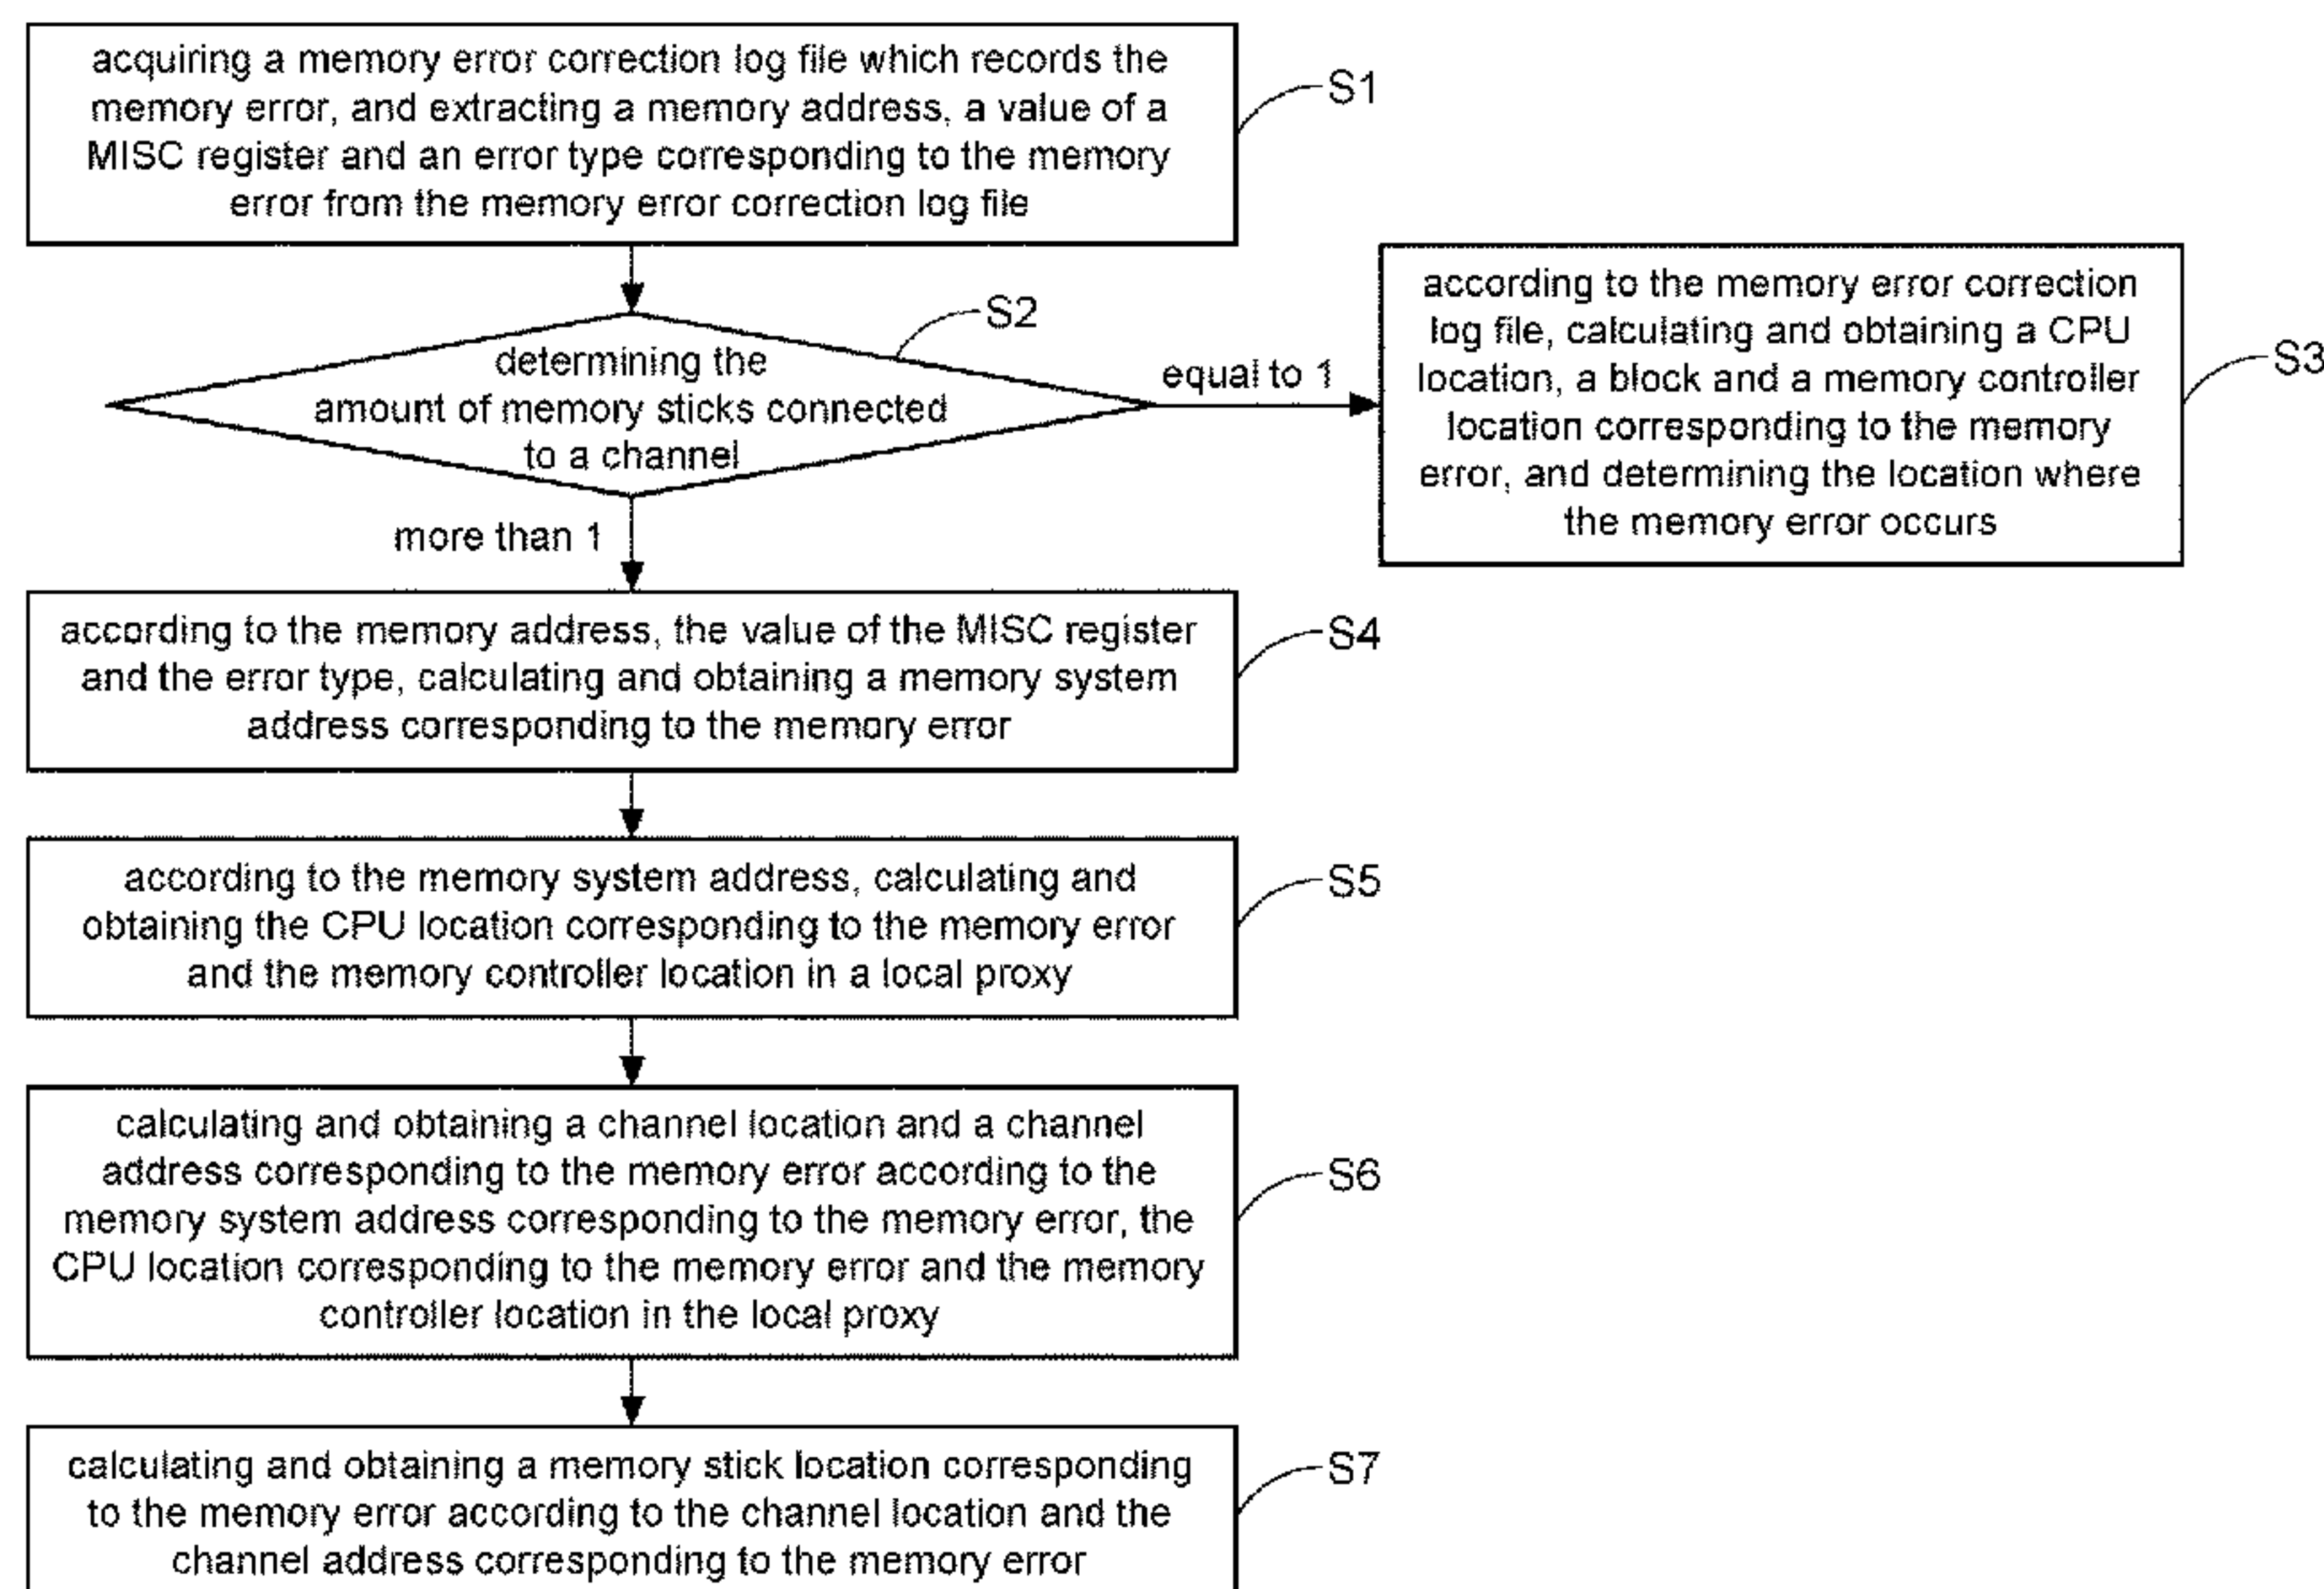 acquiring a memory error correction log file which records the
memory error, and extracting a memory address, a value of a
MISC register and an error type corresponding to the memory
error from the memory error correction log file
S1
S2
determining the
amount of memory sticks connected
to a channel
equal to 1
according to the memory error correction
log file, calculating and obtaining a CPU
location, a block and a memory controller
location corresponding to the memory
error, and determining the location where
the memory error occurs
S3
more than 1
according to the memory address, the value of the MISC register
and the error type, calculating and obtaining a memory system
address corresponding to the memory error
S4
according to the memory system address, calculating and
obtaining the CPU location corresponding to the memory error
and the memory controller location in a local proxy
S5
calculating and obtaining a channel location and a channel
address corresponding to the memory error according to the
memory system address corresponding to the memory error, the
CPU location corresponding to the memory error and the memory
controller location in the local proxy
S6
calculating and obtaining a memory stick location corresponding
to the memory error according to the channel location and the
channel address corresponding to the memory error
S7